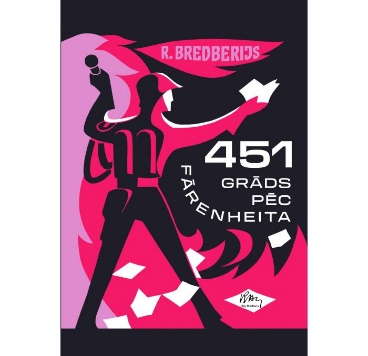 R. BREDBERIJS
451
GRĀDS
PĒC
FĀRENHEITA